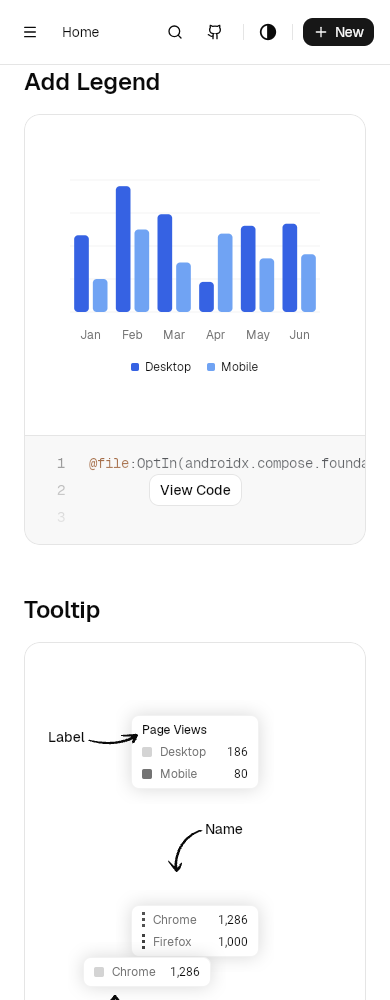 Home
New
Add Legend
Jan Feb Mar Apr May Jun
Desktop Mobile
1 @file:OptIn(androidx.compose.founda
2
View Code
3
Tooltip
Label
Page Views
Desktop 186
Mobile 80
Name
Chrome 1,286
Firefox 1,000
Chrome 1,286